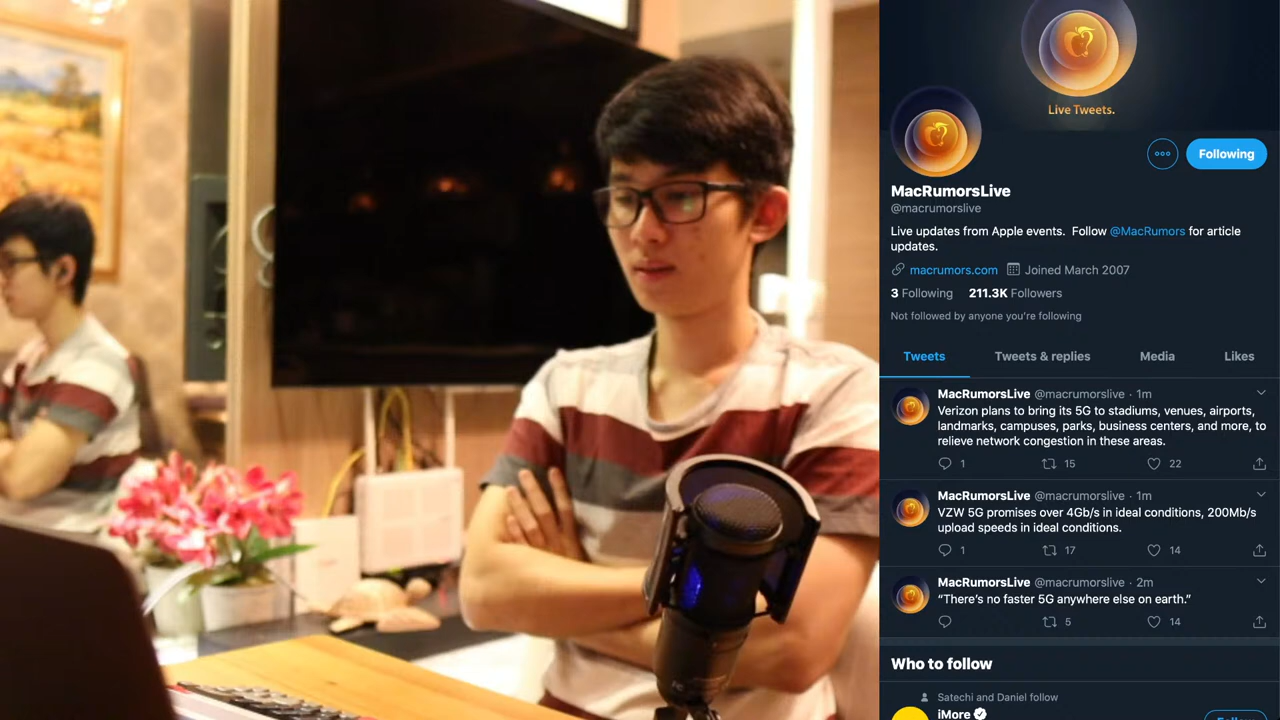 Live Tweets.
Following
MacRumorsLive
@macrumorslive
Live updates from Apple events. Follow @MacRumors for article
updates.
macrumors.com Joined March 2007
3 Following 211.3K Followers
Not followed by anyone you're following
Tweets Tweets & replies Media Likes
MacRumorsLive @macrumorslive · 1m
Verizon plans to bring its 5G to stadiums, venues, airports,
landmarks, campuses, parks, business centers, and more, to
relieve network congestion in these areas.
1 15 22
MacRumorsLive @macrumorslive · 1m
VZW 5G promises over 4Gb/s in ideal conditions, 200Mb/s
upload speeds in ideal conditions.
1 17 14
MacRumorsLive @macrumorslive · 2m
“There's no faster 5G anywhere else on earth.”
5 14
Who to follow
Satechi and Daniel follow
iMore
Follow